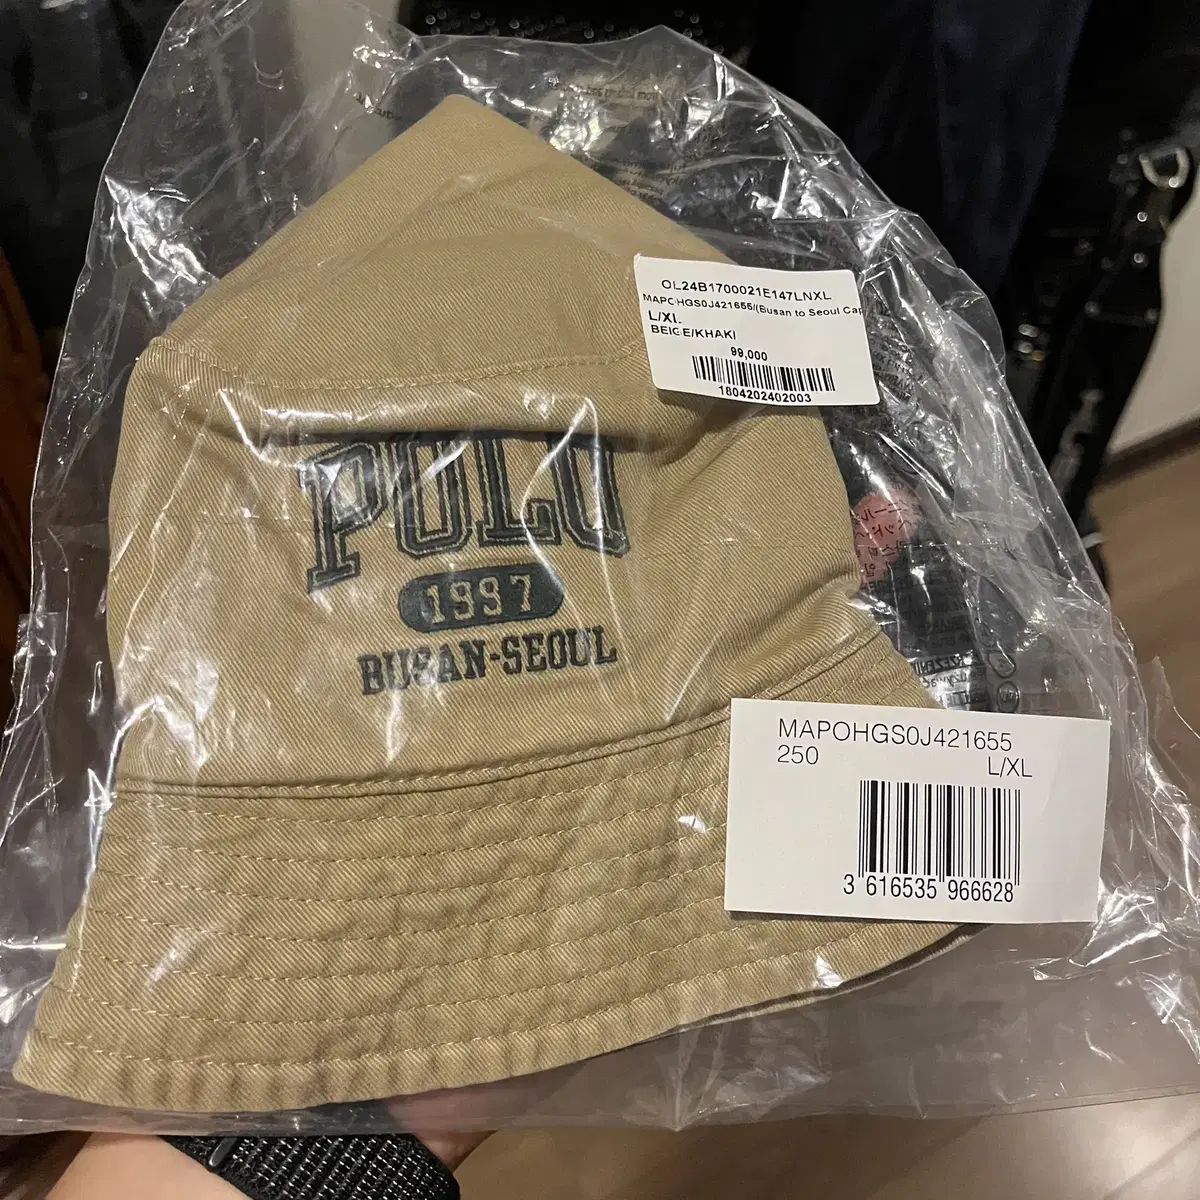 OL24B1700021E147LNXL
MAPOHGS0J421655/(Busan to Seoul Cap
L/XL
BEIGE/KHAKI
99,000
1804202402003
POLO
1997
BUSAN-SEOUL
MAPOHGS0J421655
250
L/XL
3 616535 966628